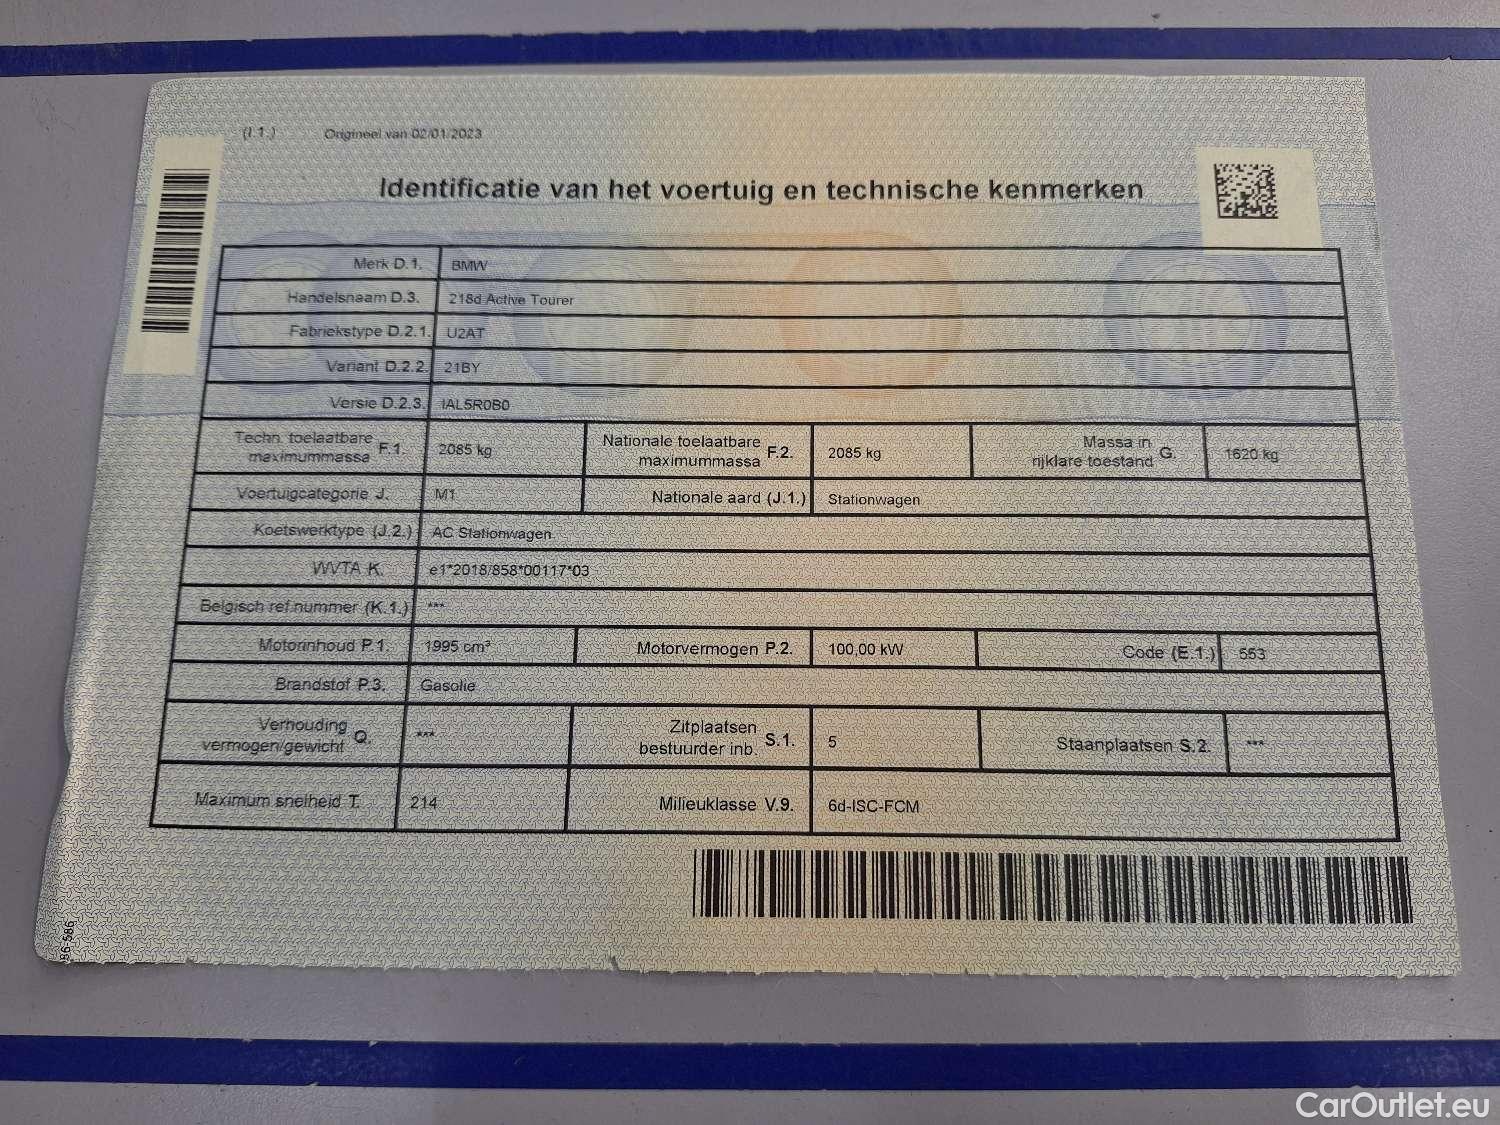 (I.1.) Origineel van 02/01/2023
Identificatie van het voertuig en technische kenmerken
Merk D.1. BMW
Handelsnaam D.3. 218d Active Tourer
Fabriekstype D.2.1. U2AT
Variant D.2.2. 21BY
Versie D.2.3. IAL5R0B0
Techn. toelaatbare maximummassa F.1. 2085 kg Nationale toelaatbare maximummassa F.2. 2085 kg Massa in rijklare toestand G. 1620 kg
Voertuigcategorie J. M1 Nationale aard (J.1.) Stationwagen
Koetswerktype (J.2.) AC Stationwagen
WVTA K. e1*2018/858*00117*03
Belgisch ref.nummer (K.1.) ***
Motorinhoud P.1. 1995 cm³ Motorvermogen P.2. 100,00 kW Code (E.1.) 553
Brandstof P.3. Gasolie
Verhouding vermogen/gewicht Q. *** Zitplaatsen bestuurder inb. S.1. 5 Staanplaatsen S.2. ***
Maximum snelheid T. 214 Milieuklasse V.9. 6d-ISC-FCM
86-586
CarOutlet.eu